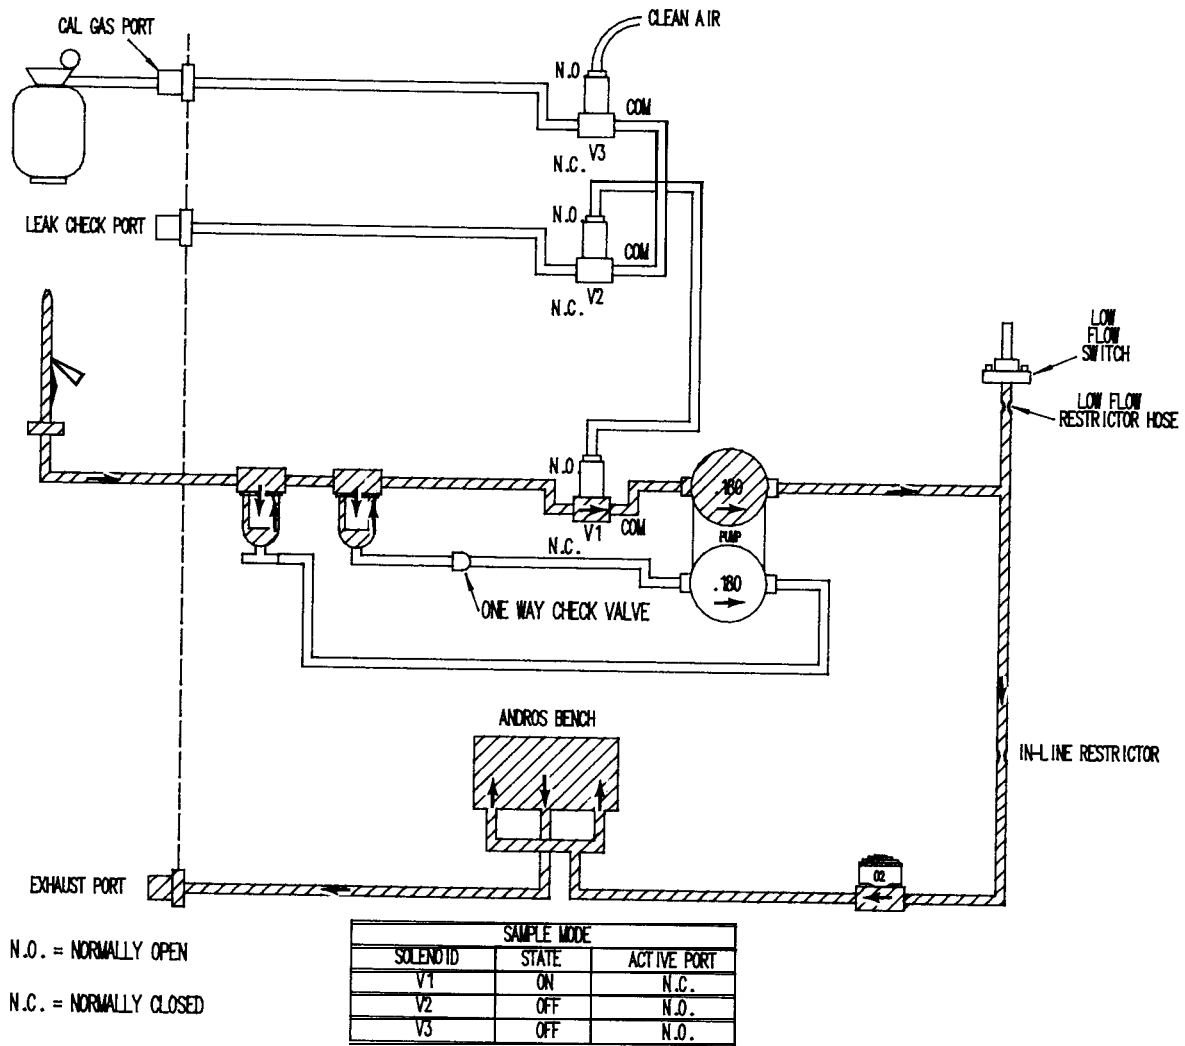 CAL GAS PORT
CLEAN AIR
N.O
COM
V3
N.C.
LEAK CHECK PORT
N.O.
COM
V2
N.C.
LOW
FLOW
SWITCH
LOW FLOW
RESTRICTOR HOSE
N.O.
.180
V1
COM
N.C.
PUMP
.180
ONE WAY CHECK VALVE
ANDROS BENCH
IN-LINE RESTRICTOR
O2
EXHAUST PORT
N.O. = NORMALLY OPEN
N.C. = NORMALLY CLOSED
SAMPLE MODE
SOLENOID STATE ACTIVE PORT
V1 ON N.C.
V2 OFF N.O.
V3 OFF N.O.